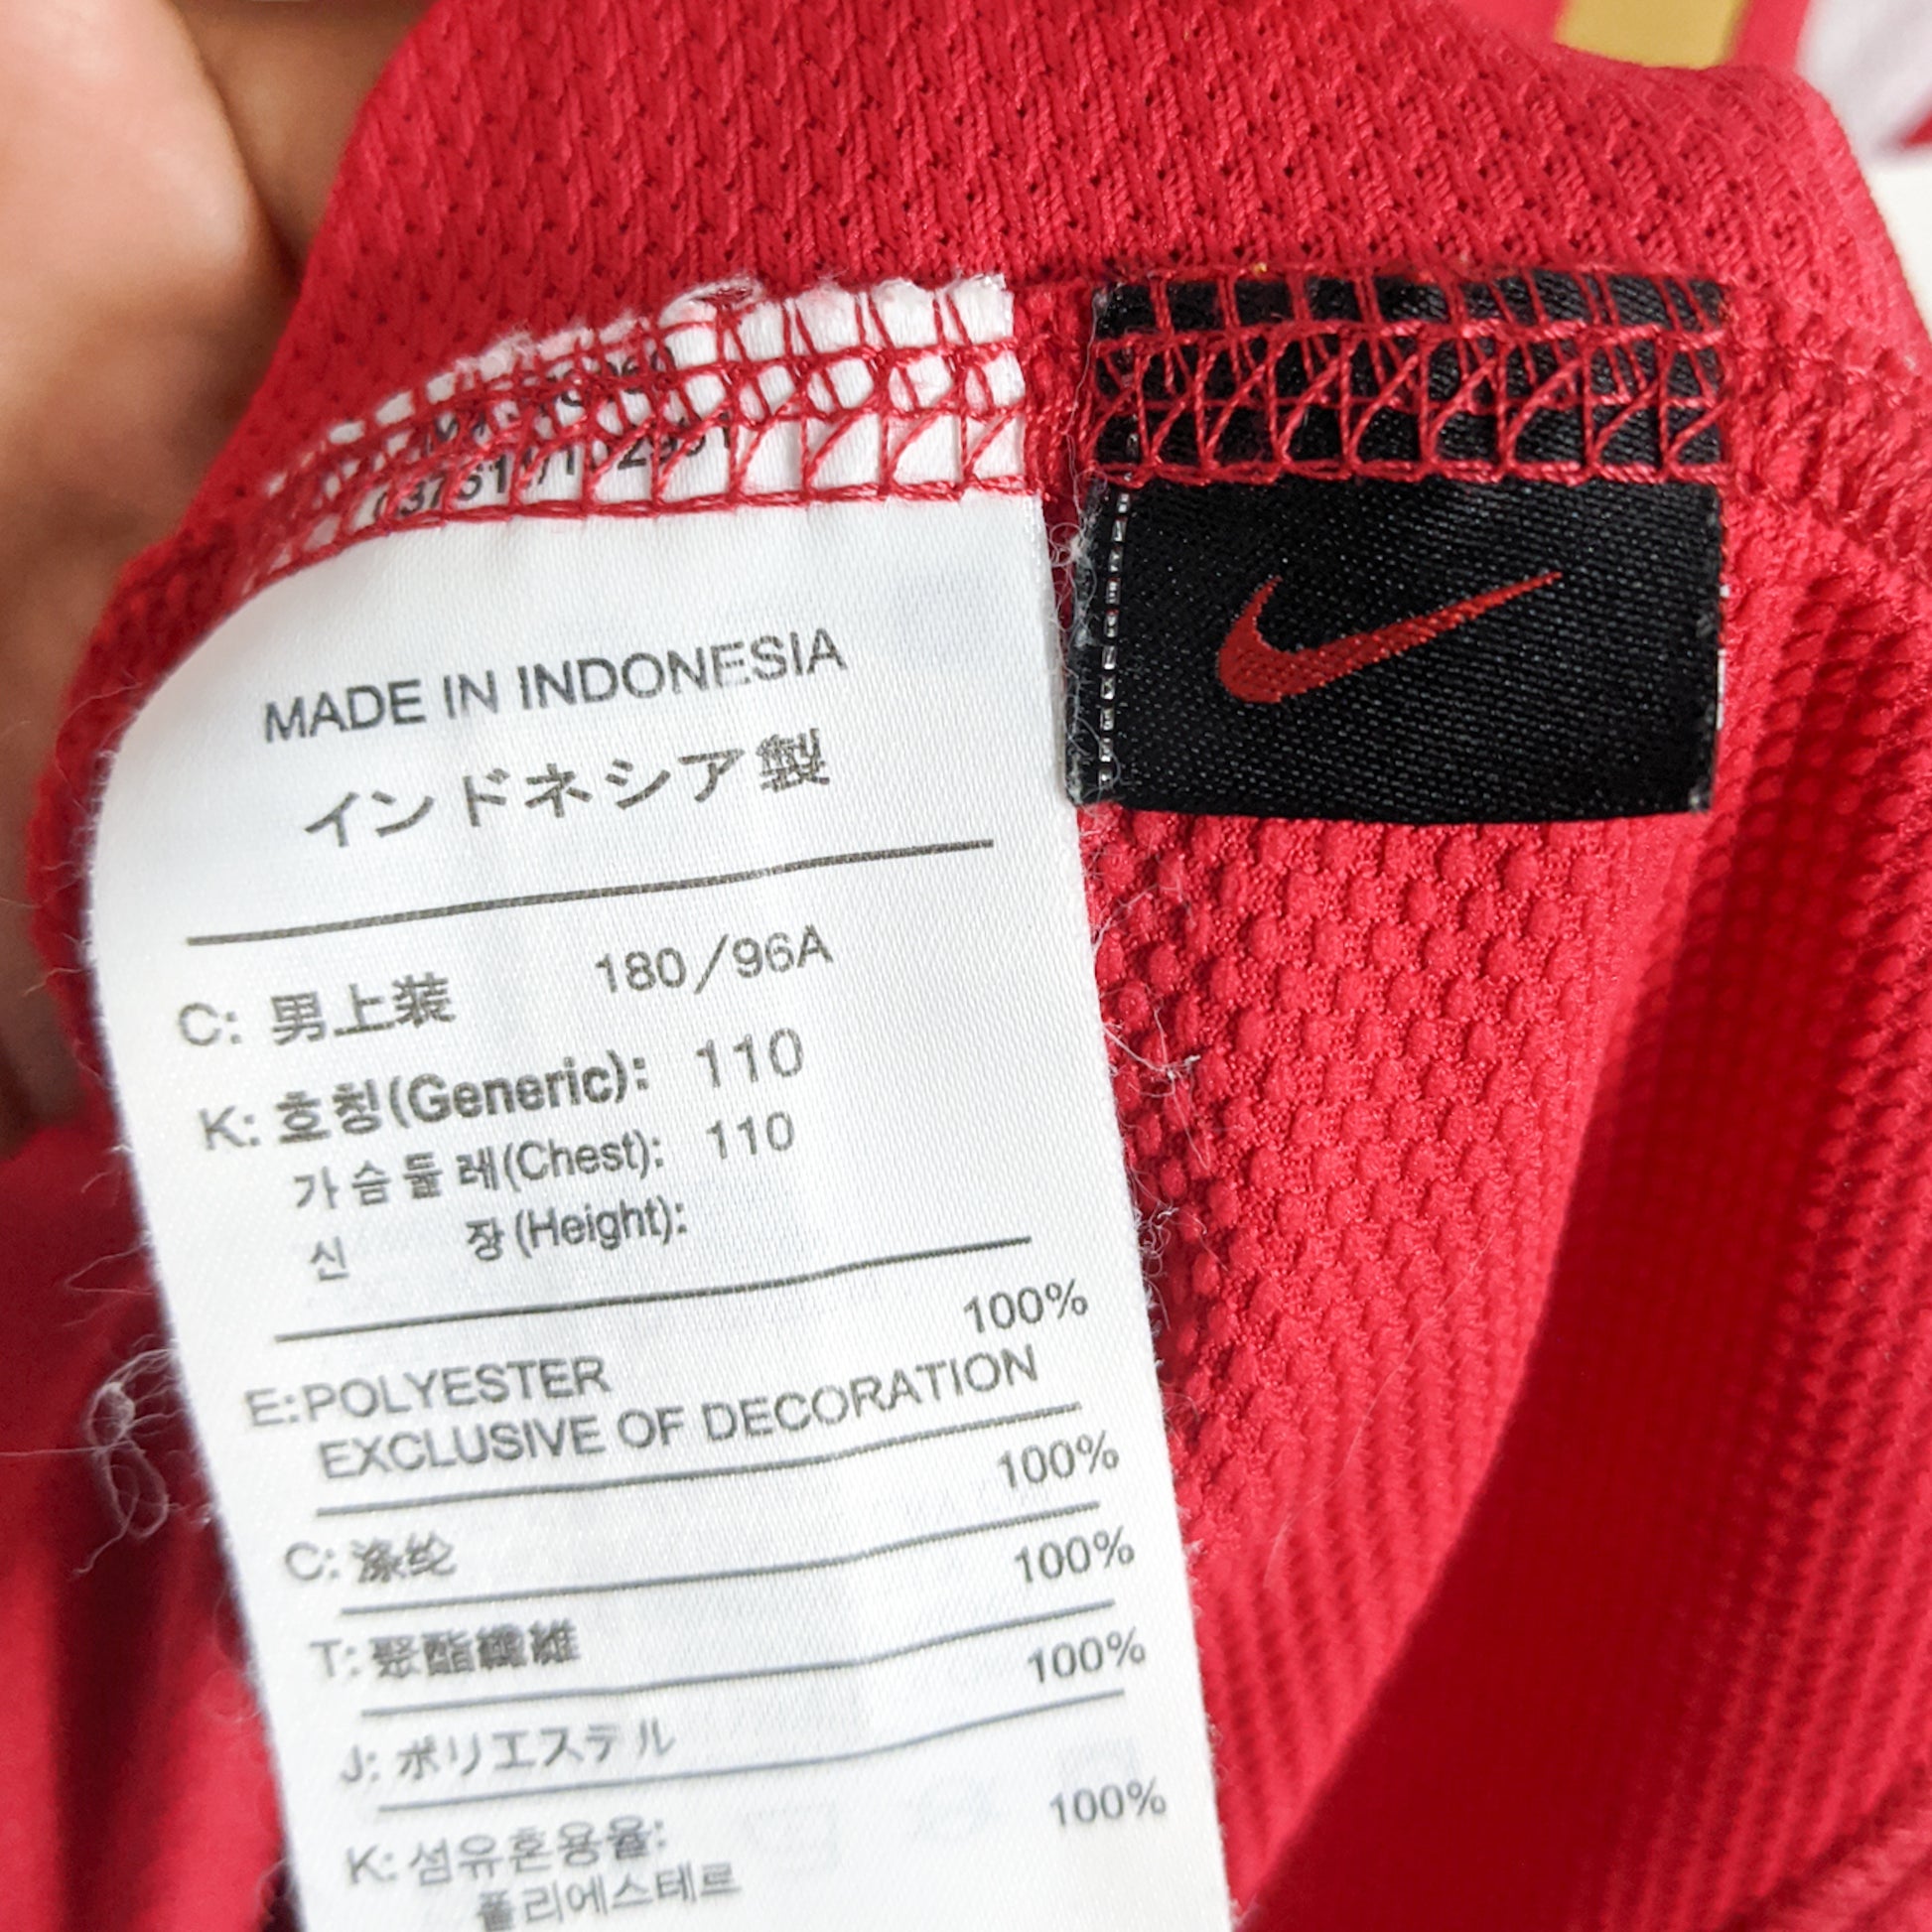 MADE IN INDONESIA
インドネシア製
C: 男上装 180/96A
K: 호칭(Generic): 110
가슴둘레(Chest): 110
신 장(Height):
100%
E:POLYESTER
EXCLUSIVE OF DECORATION
100%
C: 涤纶
100%
T: 聚酯纖維
100%
J: ポリエステル
100%
K: 섬유혼용율:
폴리에스테르